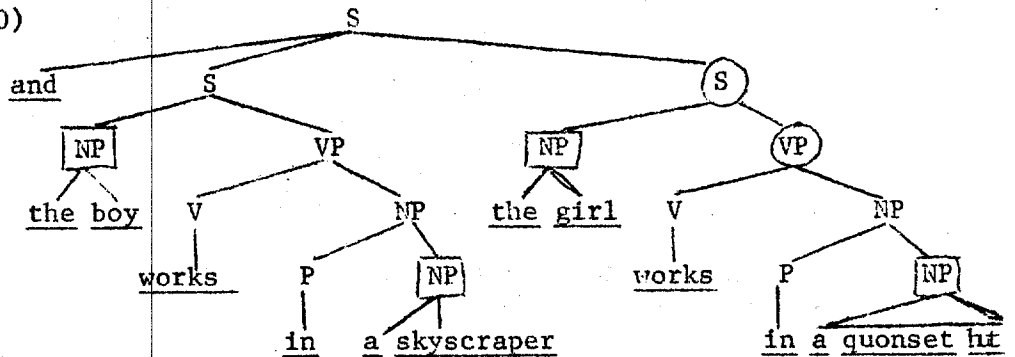 0)
S
and S S
NP VP NP VP
the boy V NP the girl V NP
works P NP works P NP
in a skyscraper in a quonset hut